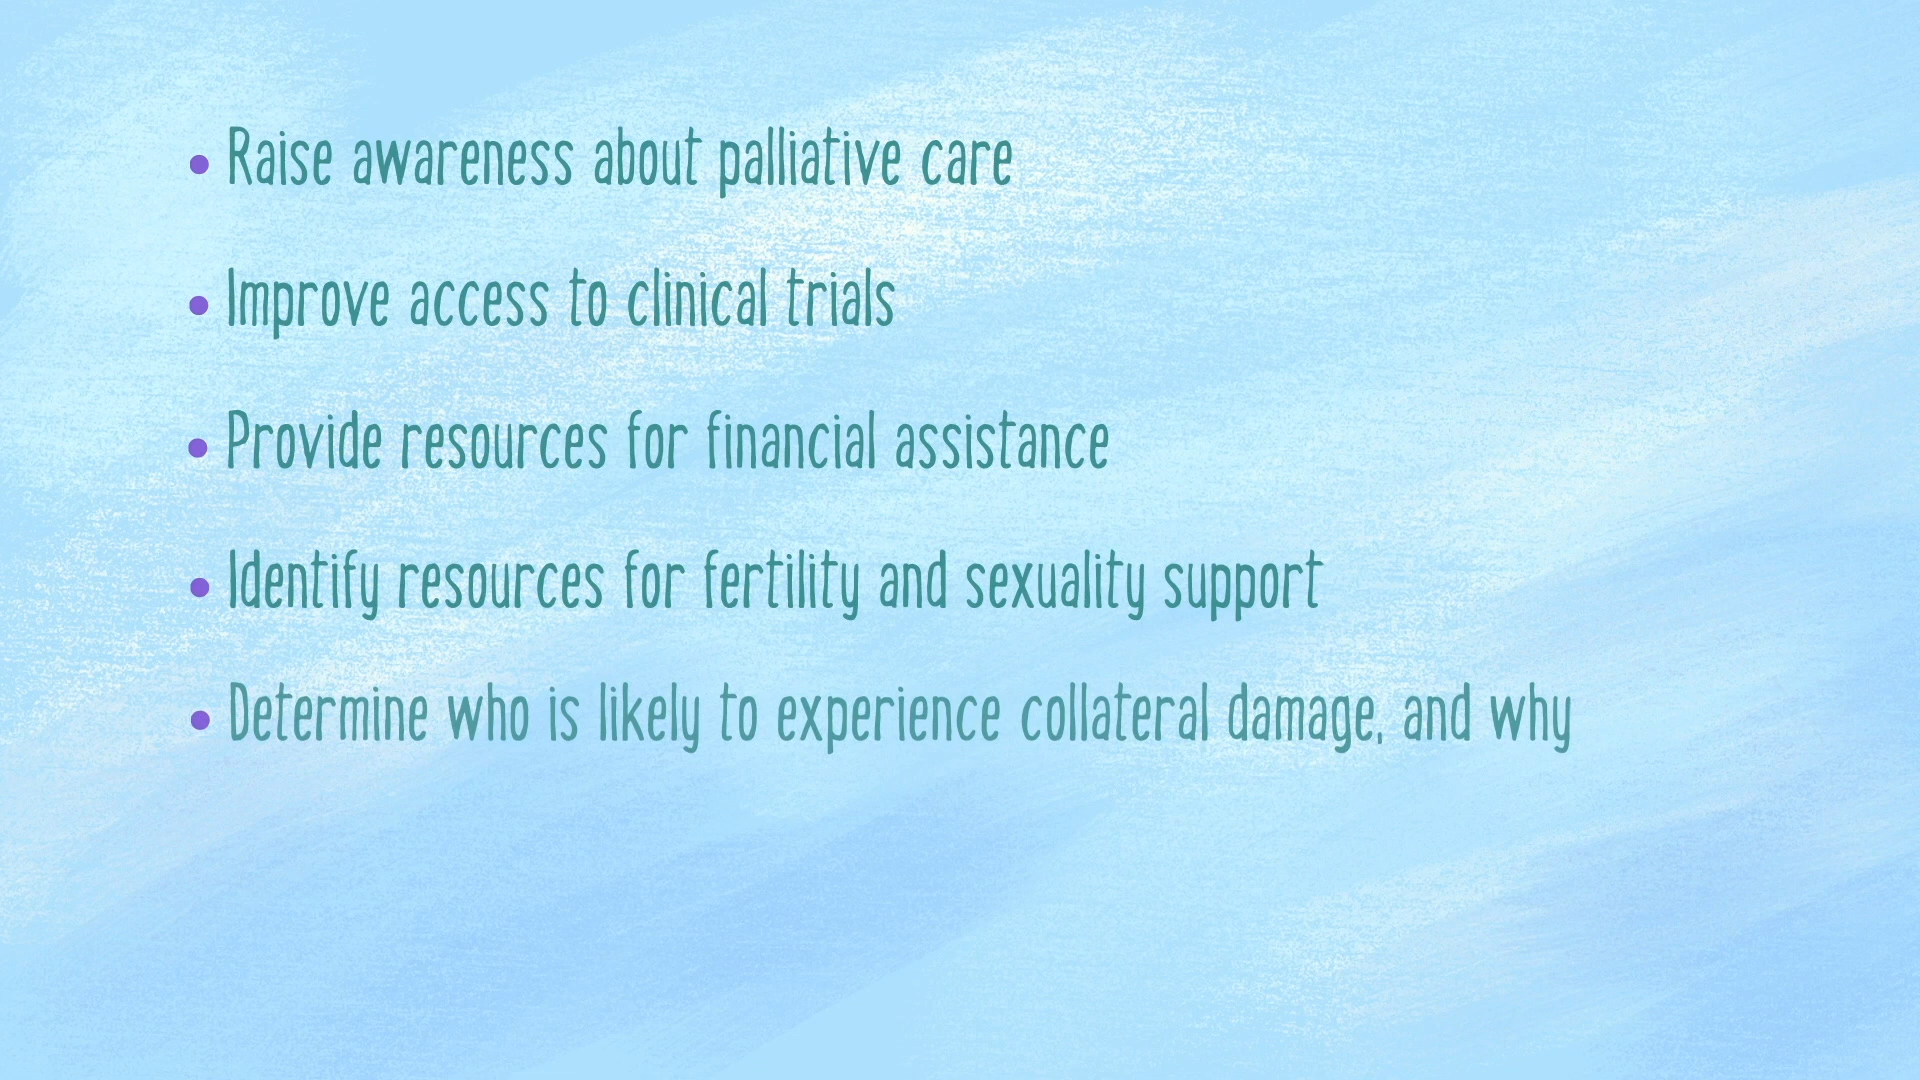 • Raise awareness about palliative care
• Improve access to clinical trials
• Provide resources for financial assistance
• Identify resources for fertility and sexuality support
• Determine who is likely to experience collateral damage, and why